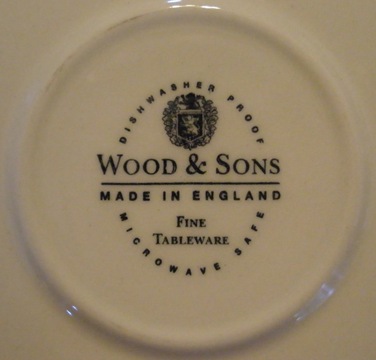 DISHWASHER PROOF
WOOD & SONS
MADE IN ENGLAND
FINE
TABLEWARE
MICROWAVE SAFE